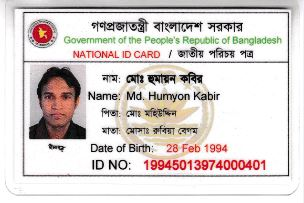 গণপ্রজাতন্ত্রী বাংলাদেশ সরকার
Government of the People's Republic of Bangladesh
NATIONAL ID CARD / জাতীয় পরিচয় পত্র
নাম: মোঃ হুমায়ন কবির
Name: Md. Humyon Kabir
পিতা: মোঃ মহিউদ্দিন
মাতা: মোসাঃ রুবিয়া বেগম
Date of Birth: 28 Feb 1994
ID NO: 19945013974000401